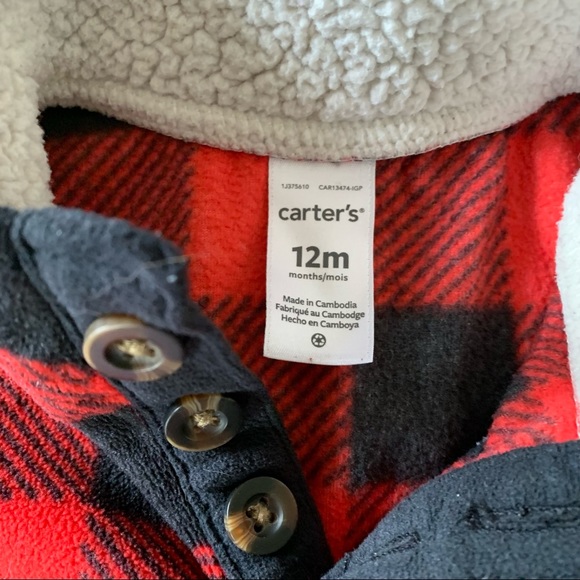 1J375610 CAR13474-IGP
carter's®
12m
months/mois
Made in Cambodia
Fabriqué au Cambodge
Hecho en Camboya